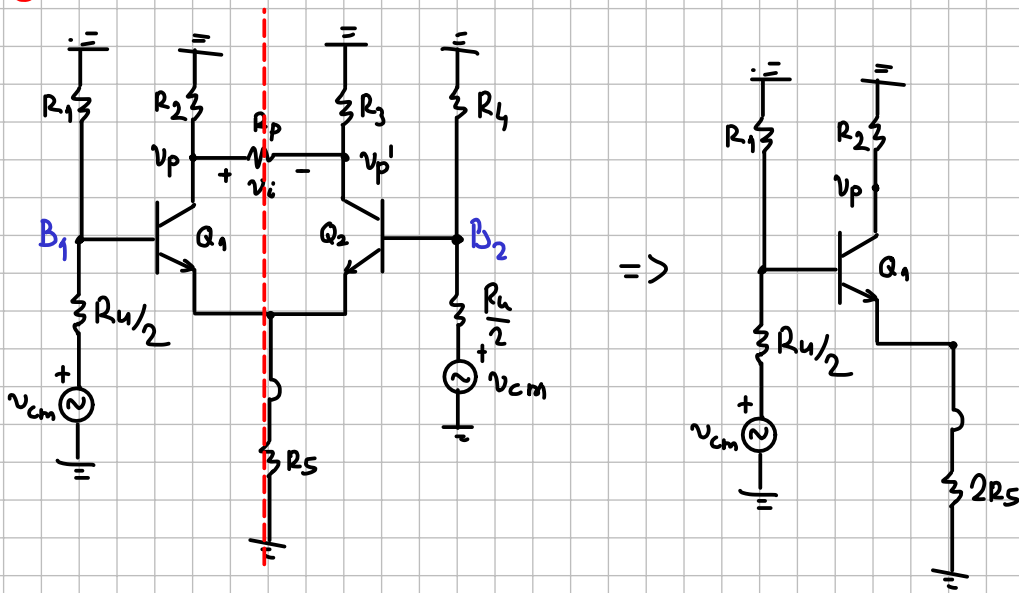 R1
R2
Rp
R3
R4
vp
+
vi
-
vp'
B1
Q1
Q2
B2
Ru/2
Ru/2
+
vcm
+
vcm
R5
=>
R1
R2
vp
Q1
Ru/2
+
vcm
2R5